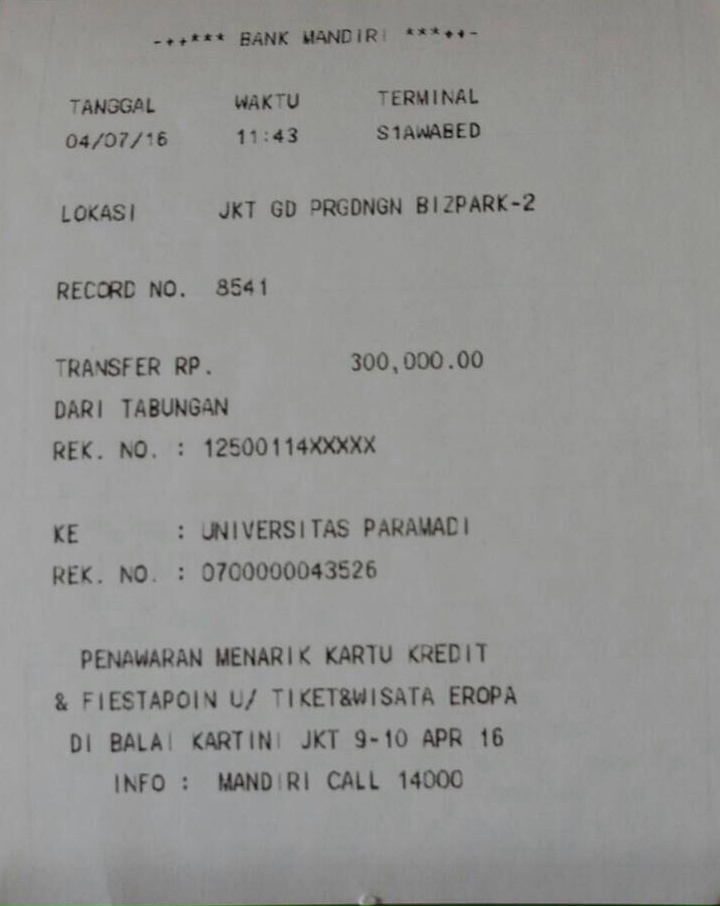 -++*** BANK MANDIRI ***++-
TANGGAL WAKTU TERMINAL
04/07/16 11:43 S1AWABED
LOKASI JKT GD PRGDNGN BIZPARK-2
RECORD NO. 8541
TRANSFER RP. 300,000.00
DARI TABUNGAN
REK. NO. : 12500114XXXXX
KE : UNIVERSITAS PARAMADI
REK. NO. : 0700000043526
PENAWARAN MENARIK KARTU KREDIT
& FIESTAPOIN U/ TIKET&WISATA EROPA
DI BALAI KARTINI JKT 9-10 APR 16
INFO : MANDIRI CALL 14000